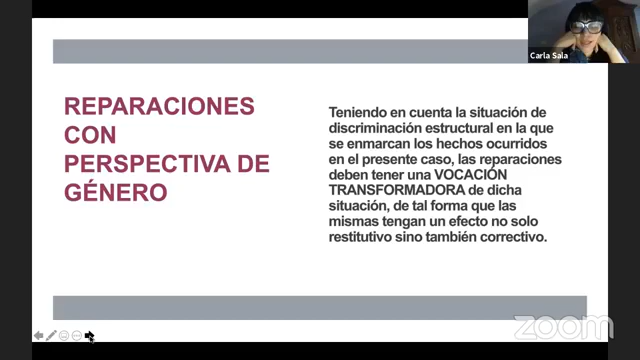 Carla Sala
REPARACIONES
CON
PERSPECTIVA DE
GÉNERO
Teniendo en cuenta la situación de
discriminación estructural en la que
se enmarcan los hechos ocurridos
en el presente caso, las reparaciones
deben tener una VOCACIÓN
TRANSFORMADORA de dicha
situación, de tal forma que las
mismas tengan un efecto no solo
restitutivo sino también correctivo.
zoom